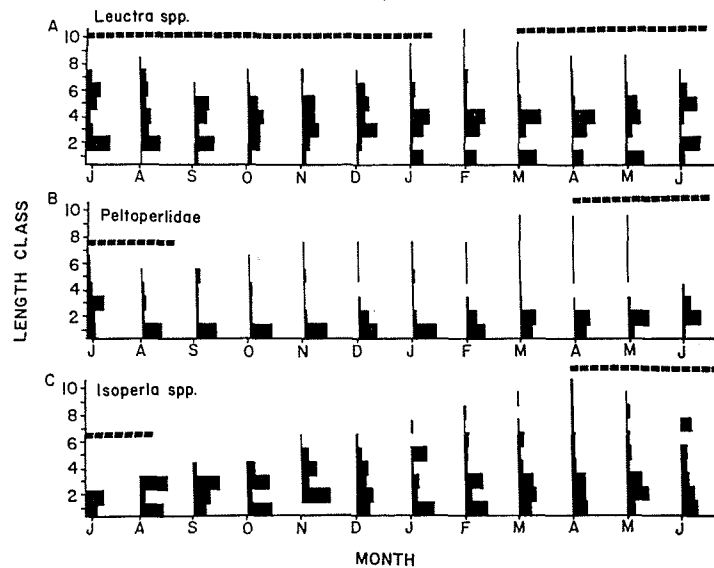 A Leuctra spp.
10
8
6
4
2
J A S O N D J F M A M J
B Peltoperlidae
10
8
6
4
2
LENGTH CLASS
J A S O N D J F M A M J
C Isoperla spp.
10
8
6
4
2
J A S O N D J F M A M J
MONTH